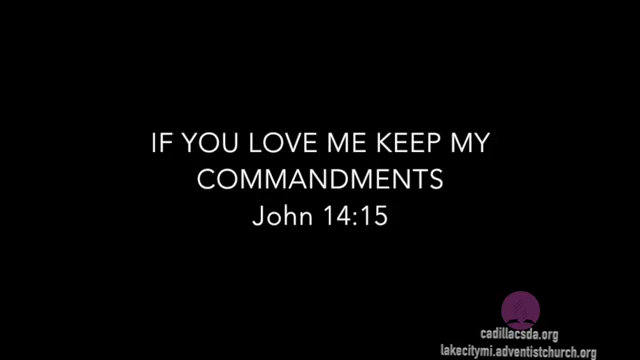 IF YOU LOVE ME KEEP MY
COMMANDMENTS
John 14:15
cadillacsda.org
lakecitymi.adventistchurch.org